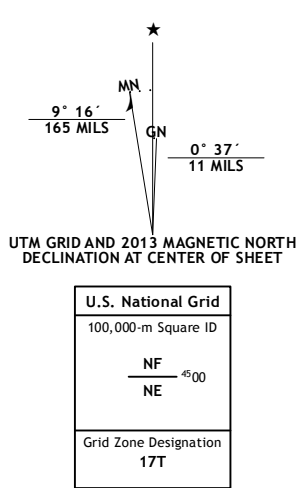 ★
MN
9° 16´
165 MILS
GN
0° 37´
11 MILS
UTM GRID AND 2013 MAGNETIC NORTH
DECLINATION AT CENTER OF SHEET
U.S. National Grid
100,000-m Square ID
NF
⁴⁵00
NE
Grid Zone Designation
17T